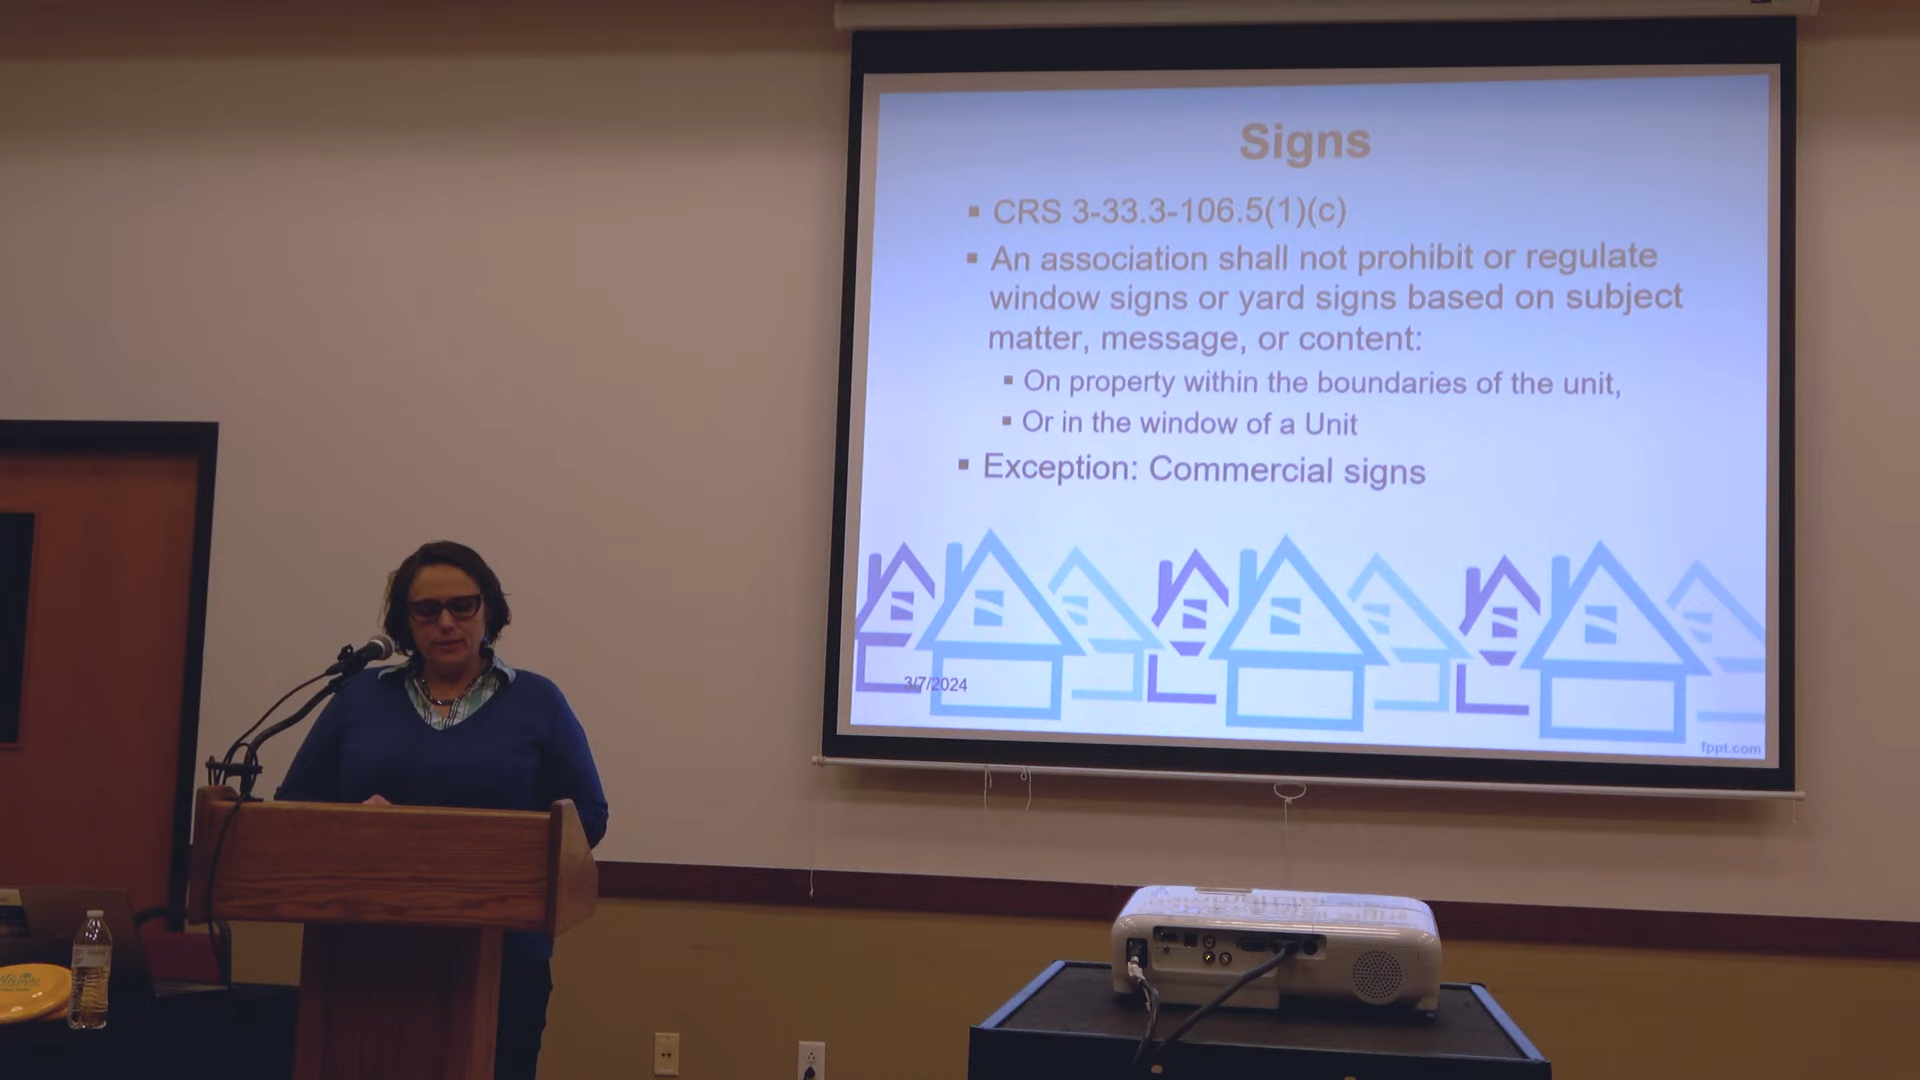 Signs
▪ CRS 3-33.3-106.5(1)(c)
▪ An association shall not prohibit or regulate
window signs or yard signs based on subject
matter, message, or content:
▪ On property within the boundaries of the unit,
▪ Or in the window of a Unit
▪ Exception: Commercial signs
3/7/2024
fppt.com